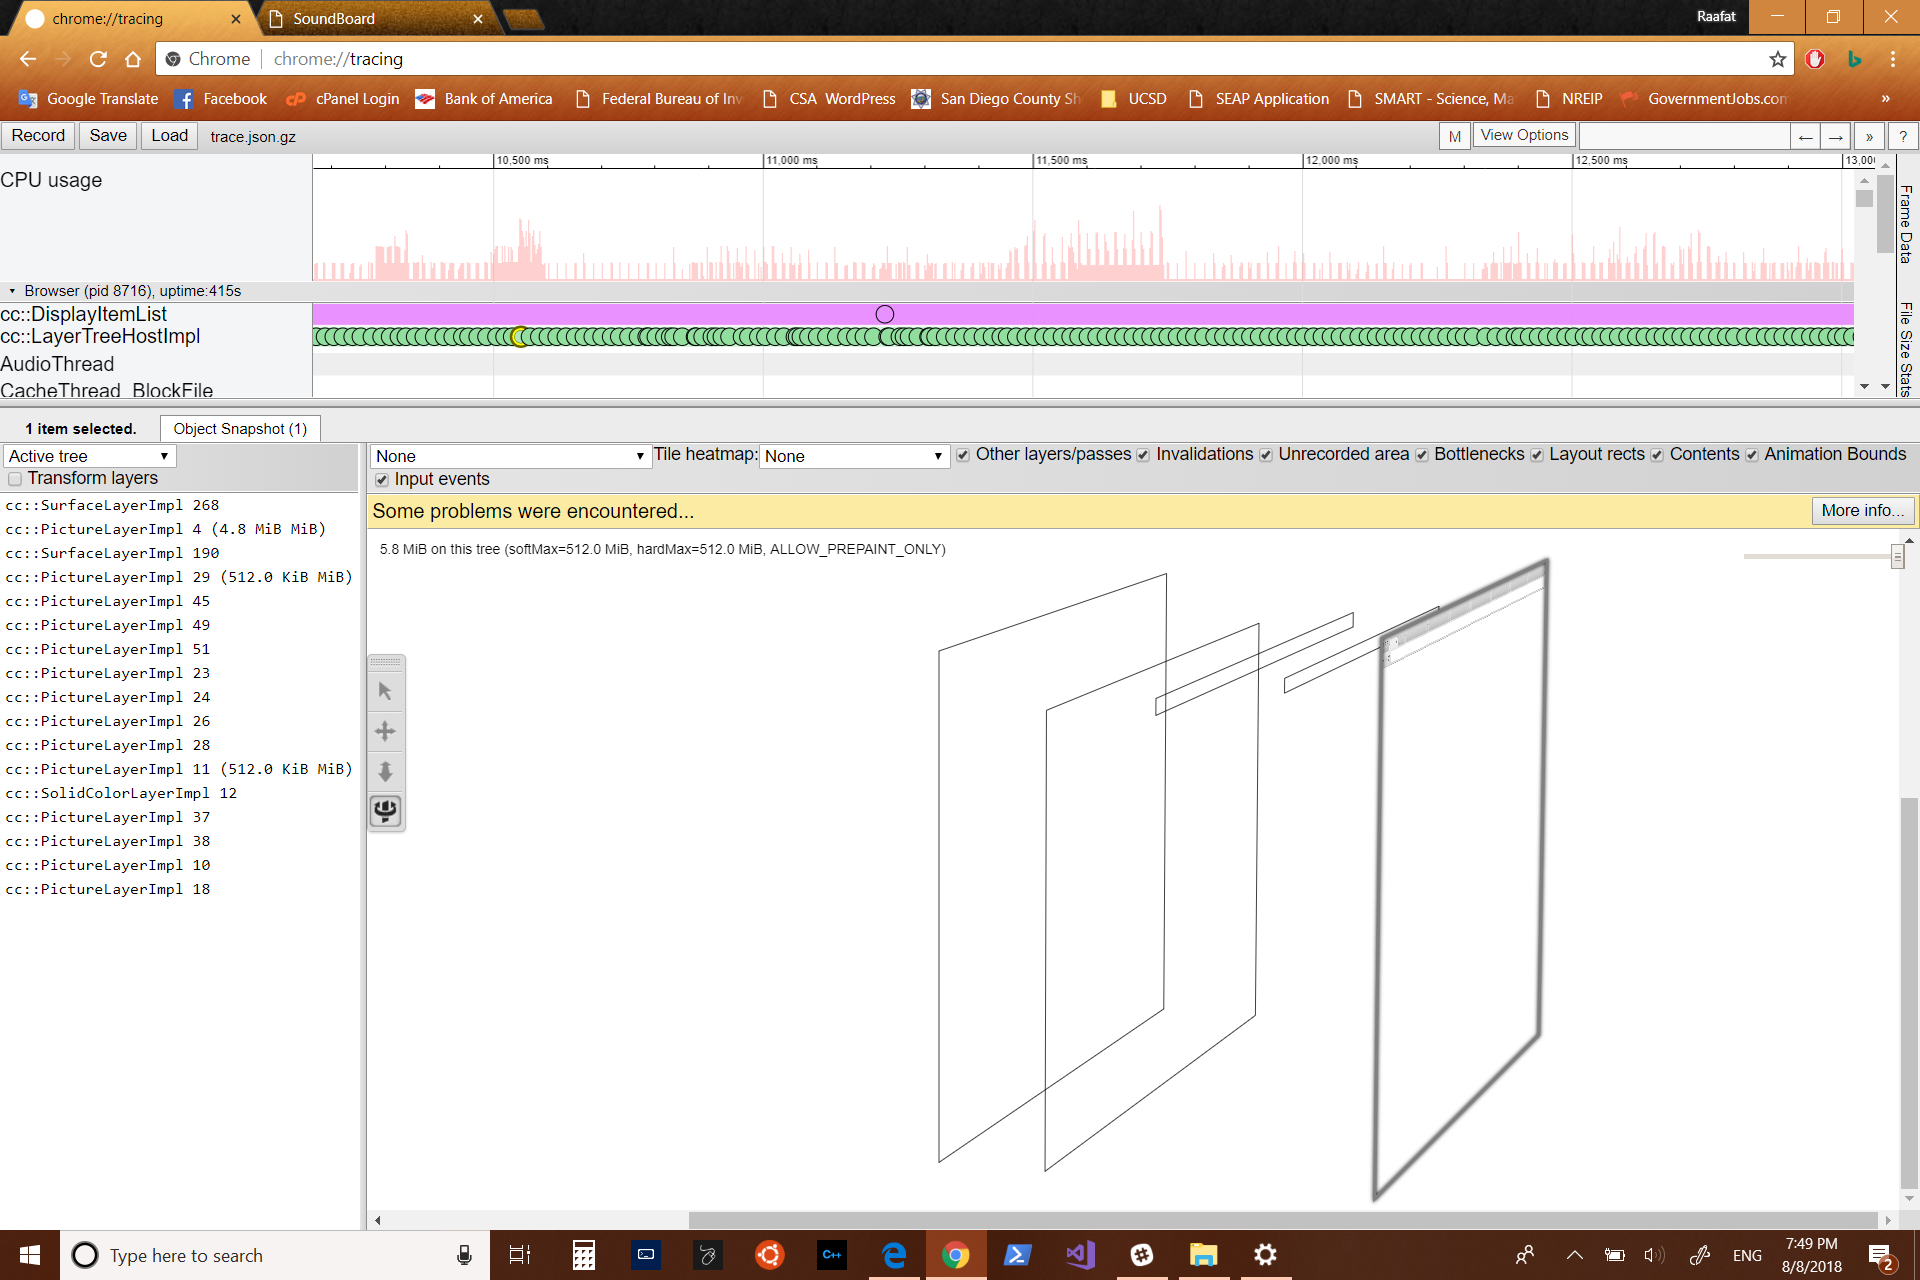 chrome://tracing
SoundBoard
Raafat
Chrome
chrome://tracing
Google Translate
Facebook
cPanel Login
Bank of America
Federal Bureau of Inv
CSA WordPress
San Diego County Sh
UCSD
SEAP Application
SMART - Science, Ma
NREIP
GovernmentJobs.com
»
Record
Save
Load
trace.json.gz
M
View Options
←
→
»
?
10,500 ms
11,000 ms
11,500 ms
12,000 ms
12,500 ms
13,00
CPU usage
Frame Data
Browser (pid 8716), uptime:415s
cc::DisplayItemList
cc::LayerTreeHostImpl
AudioThread
CacheThread_BlockFile
File Size Stats
1 item selected.
Object Snapshot (1)
Active tree
Transform layers
None
Tile heatmap:
None
Other layers/passes
Invalidations
Unrecorded area
Bottlenecks
Layout rects
Contents
Animation Bounds
Input events
Some problems were encountered...
More info...
5.8 MiB on this tree (softMax=512.0 MiB, hardMax=512.0 MiB, ALLOW_PREPAINT_ONLY)
cc::SurfaceLayerImpl 268
cc::PictureLayerImpl 4 (4.8 MiB MiB)
cc::SurfaceLayerImpl 190
cc::PictureLayerImpl 29 (512.0 KiB MiB)
cc::PictureLayerImpl 45
cc::PictureLayerImpl 49
cc::PictureLayerImpl 51
cc::PictureLayerImpl 23
cc::PictureLayerImpl 24
cc::PictureLayerImpl 26
cc::PictureLayerImpl 28
cc::PictureLayerImpl 11 (512.0 KiB MiB)
cc::SolidColorLayerImpl 12
cc::PictureLayerImpl 37
cc::PictureLayerImpl 38
cc::PictureLayerImpl 10
cc::PictureLayerImpl 18
Type here to search
C++
ENG
7:49 PM
8/8/2018
2